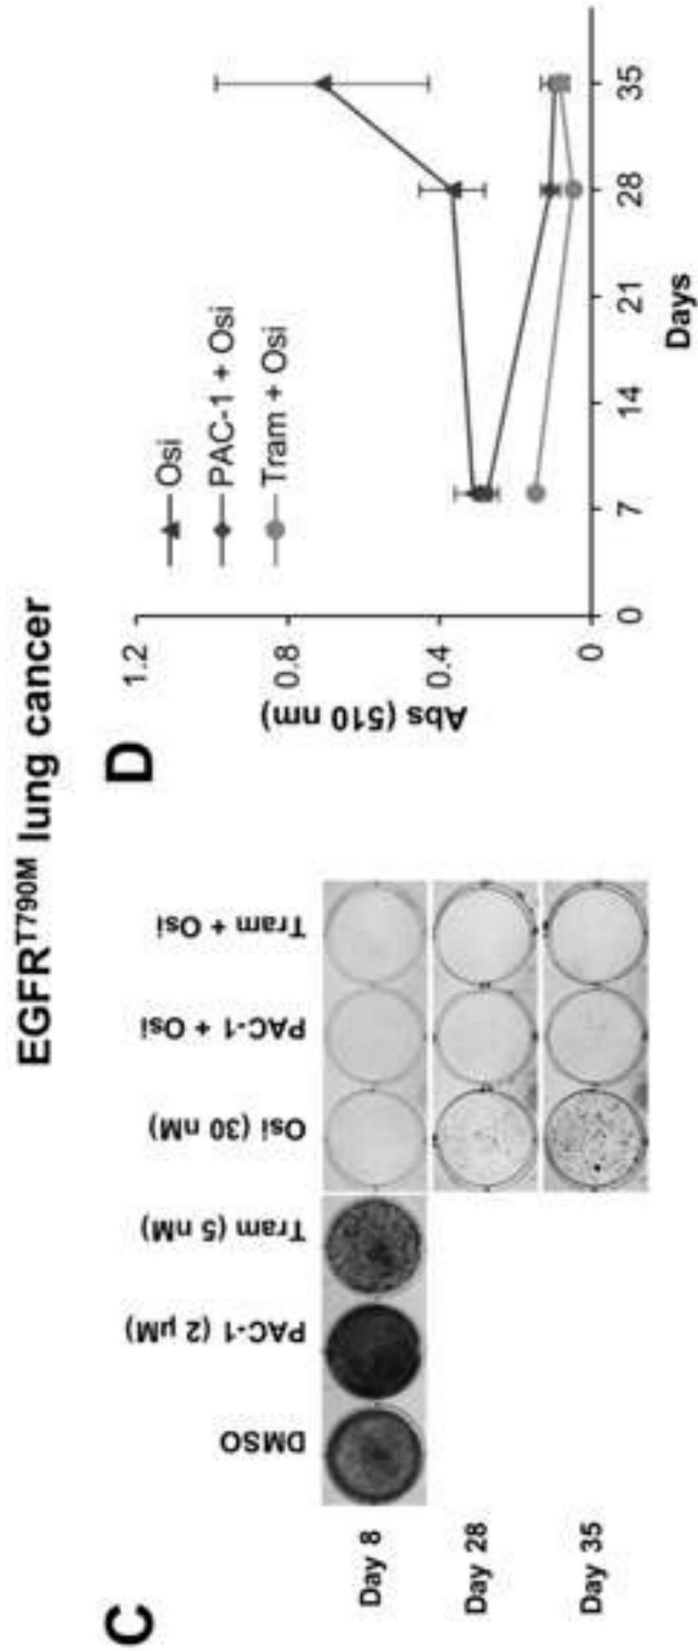 EGFRT790M lung cancer
C
DMSO
PAC-1 (2 µM)
Tram (5 nM)
Osi (30 nM)
PAC-1 + Osi
Tram + Osi
Day 8
Day 28
Day 35
D
Abs (510 nm)
1.2
0.8
0.4
0
Osi
PAC-1 + Osi
Tram + Osi
0 7 14 21 28 35
Days